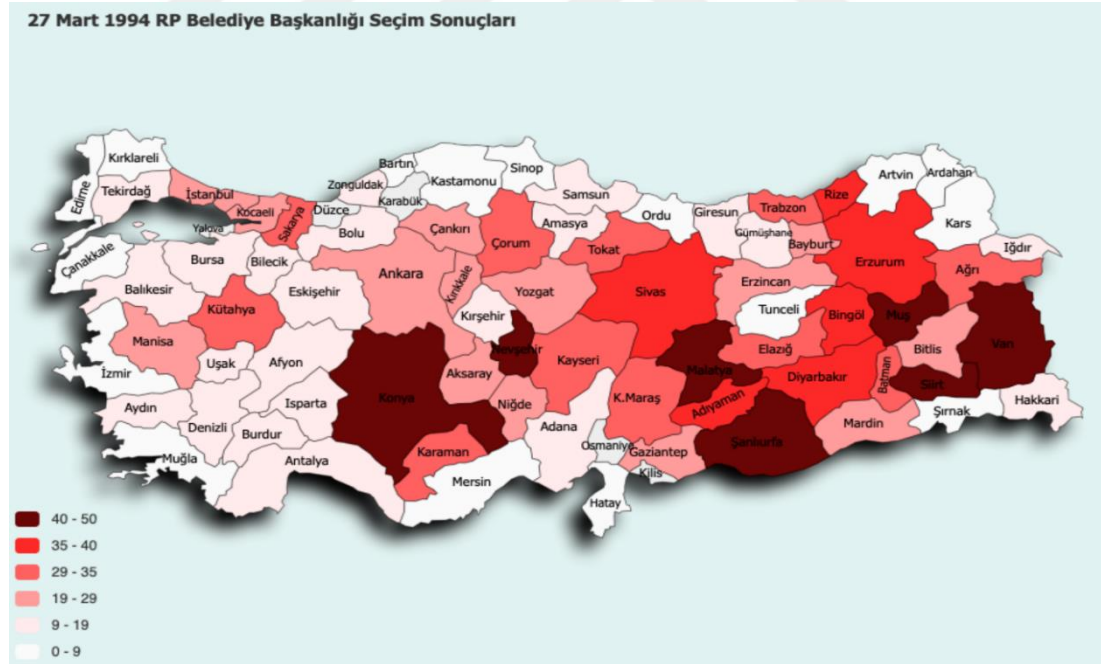 27 Mart 1994 RP Belediye Başkanlığı Seçim Sonuçları
Kırklareli
Edirne
Tekirdağ
İstanbul
Kocaeli
Sakarya
Yalova
Düzce
Zonguldak
Bartın
Karabük
Kastamonu
Sinop
Samsun
Ordu
Giresun
Gümüşhane
Trabzon
Bayburt
Rize
Artvin
Ardahan
Kars
Iğdır
Çanakkale
Bursa
Bilecik
Bolu
Çankırı
Çorum
Amasya
Tokat
Erzincan
Erzurum
Ağrı
Balıkesir
Kütahya
Eskişehir
Ankara
Kırıkkale
Kırşehir
Yozgat
Sivas
Tunceli
Bingöl
Muş
Manisa
Uşak
Afyon
Nevşehir
Kayseri
Malatya
Elazığ
Diyarbakır
Batman
Bitlis
Van
İzmir
Aydın
Denizli
Isparta
Konya
Aksaray
Niğde
K.Maraş
Adıyaman
Siirt
Hakkari
Muğla
Burdur
Antalya
Karaman
Adana
Osmaniye
Gaziantep
Şanlıurfa
Mardin
Şırnak
Mersin
Kilis
Hatay
40 - 50
35 - 40
29 - 35
19 - 29
9 - 19
0 - 9